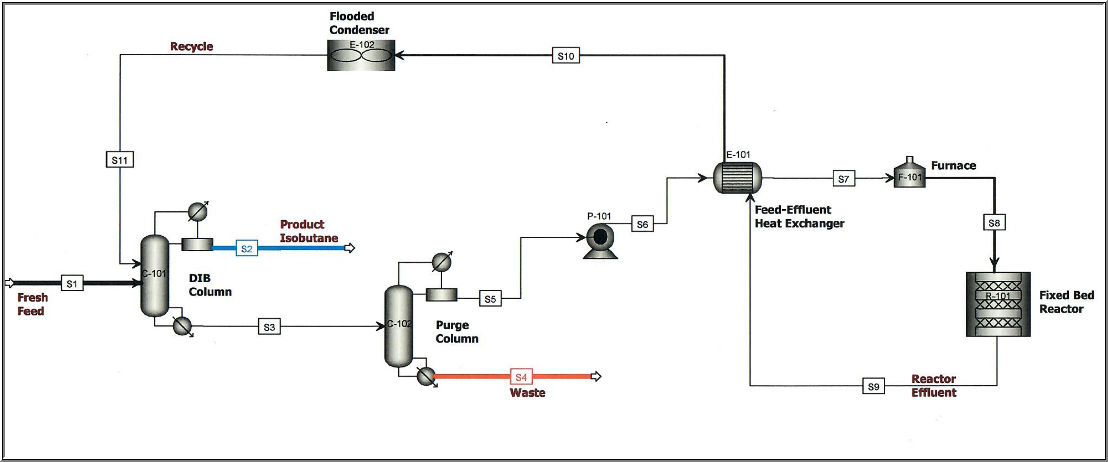 Flooded
Condenser
E-102
Recycle
S10
S11
E-101
S7
F-101
Furnace
P-101
S6
Feed-Effluent
Heat Exchanger
S8
Product
Isobutane
S2
C-101
DIB
Column
S1
Fresh
Feed
S5
R-101
Fixed Bed
Reactor
S3
C-102
Purge
Column
S4
Waste
S9
Reactor
Effluent